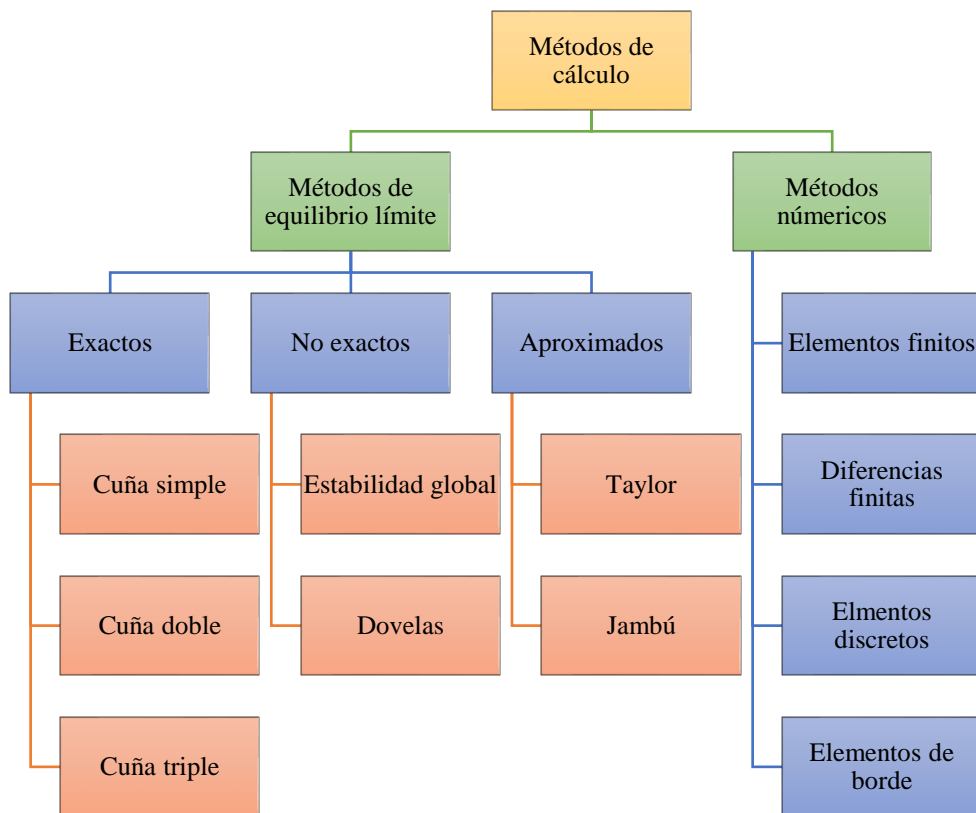 Métodos de
cálculo
Métodos de
equilibrio límite
Métodos
númericos
Exactos
No exactos
Aproximados
Elementos finitos
Cuña simple
Estabilidad global
Taylor
Diferencias
finitas
Cuña doble
Dovelas
Jambú
Elmentos
discretos
Cuña triple
Elementos de
borde